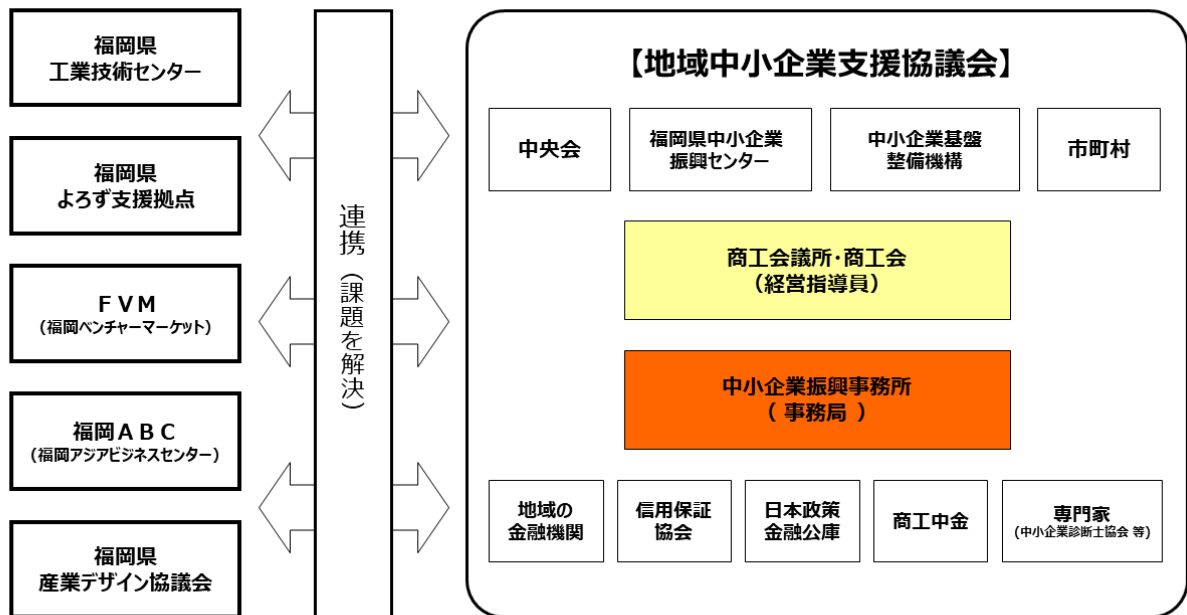 福岡県
工業技術センター
福岡県
よろず支援拠点
ＦＶＭ
(福岡ベンチャーマーケット)
福岡ＡＢＣ
(福岡アジアビジネスセンター)
福岡県
産業デザイン協議会
連携（課題を解決）
【地域中小企業支援協議会】
中央会
福岡県中小企業
振興センター
中小企業基盤
整備機構
市町村
商工会議所･商工会
（経営指導員）
中小企業振興事務所
（ 事務局 ）
地域の
金融機関
信用保証
協会
日本政策
金融公庫
商工中金
専門家
(中小企業診断士協会 等)